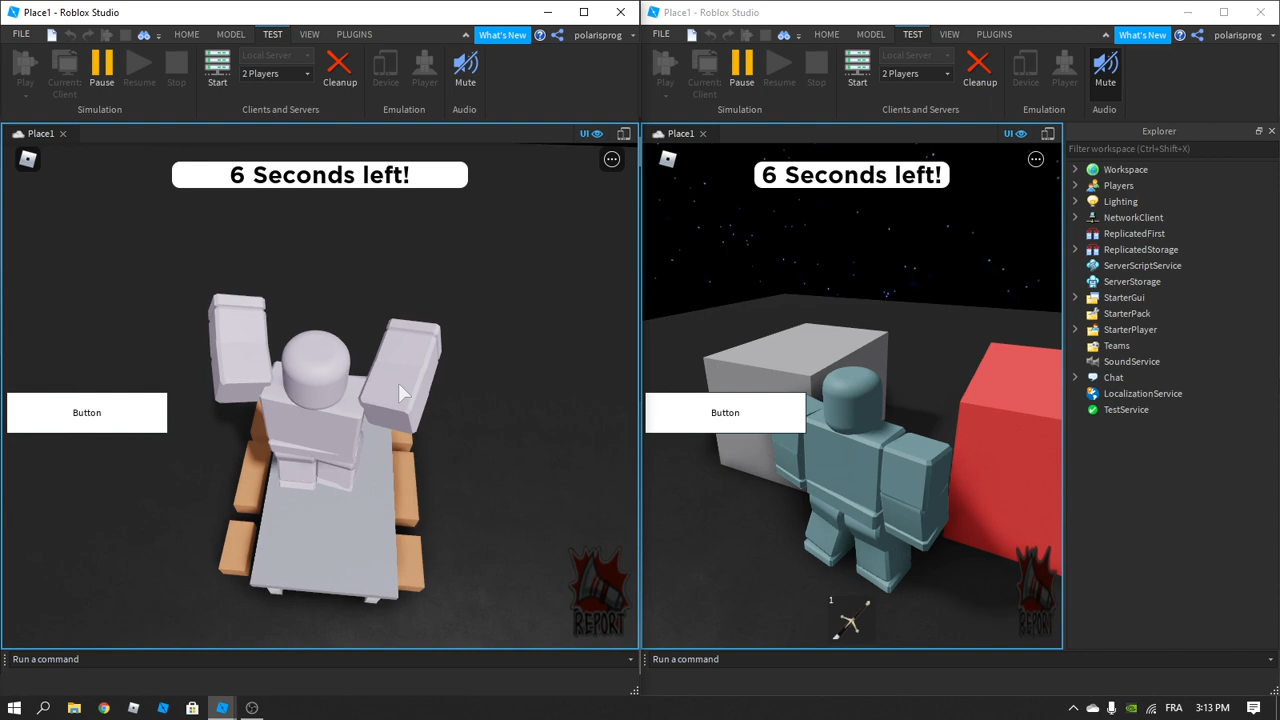 Place1 - Roblox Studio
FILE HOME MODEL TEST VIEW PLUGINS What's New polarisprog
Play Current: Client Pause Resume Stop Start Local Server 2 Players Cleanup Device Player Mute
Simulation Clients and Servers Emulation Audio
Place1 UI
6 Seconds left!
Button
REPORT
Run a command
Place1 - Roblox Studio
FILE HOME MODEL TEST VIEW PLUGINS What's New polarisprog
Play Current: Client Pause Resume Stop Start Local Server 2 Players Cleanup Device Player Mute
Simulation Clients and Servers Emulation Audio
Place1 UI
6 Seconds left!
Button
1
REPORT
Run a command
Explorer
Filter workspace (Ctrl+Shift+X)
Workspace
Players
Lighting
NetworkClient
ReplicatedFirst
ReplicatedStorage
ServerScriptService
ServerStorage
StarterGui
StarterPack
StarterPlayer
Teams
SoundService
Chat
LocalizationService
TestService
FRA 3:13 PM